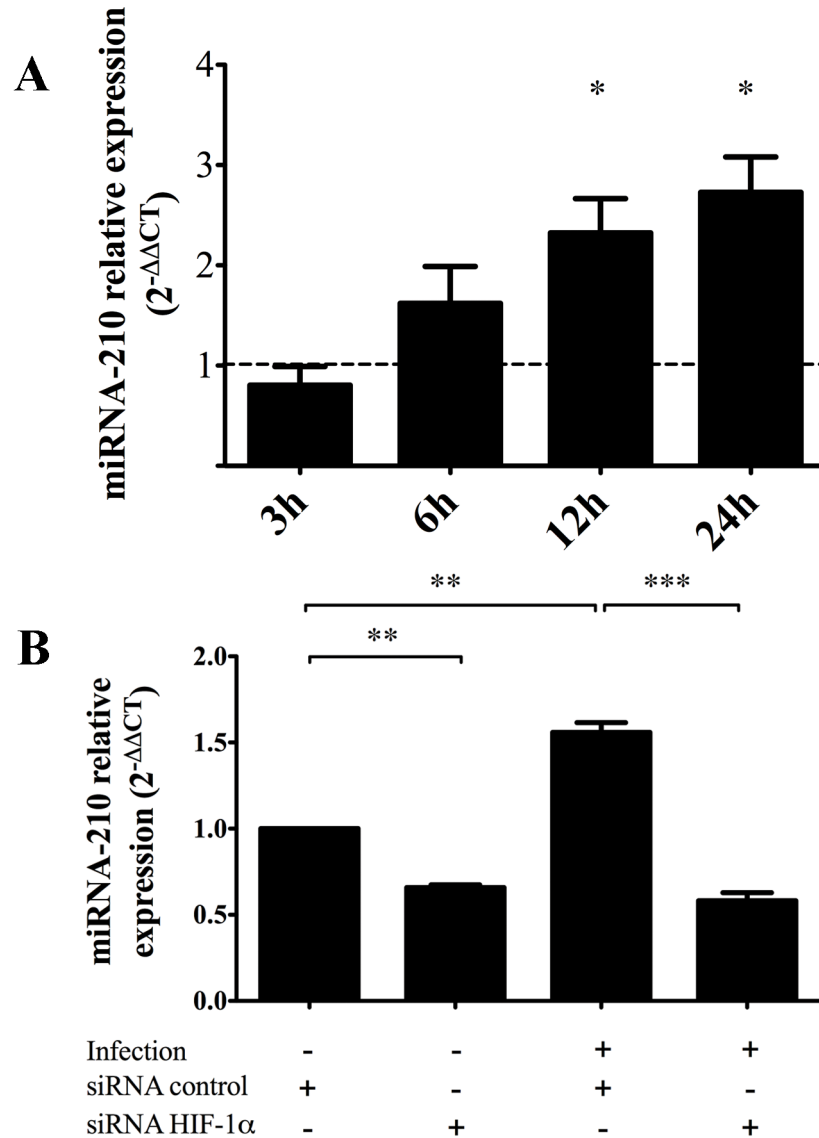 A
miRNA-210 relative expression
(2-ΔΔCT)
4
3
2
1
* *
3h 6h 12h 24h
B
miRNA-210 relative
expression (2-ΔΔCT)
** ***
**
2.0
1.5
1.0
0.5
0.0
Infection - - + +
siRNA control + - + -
siRNA HIF-1α - + - +